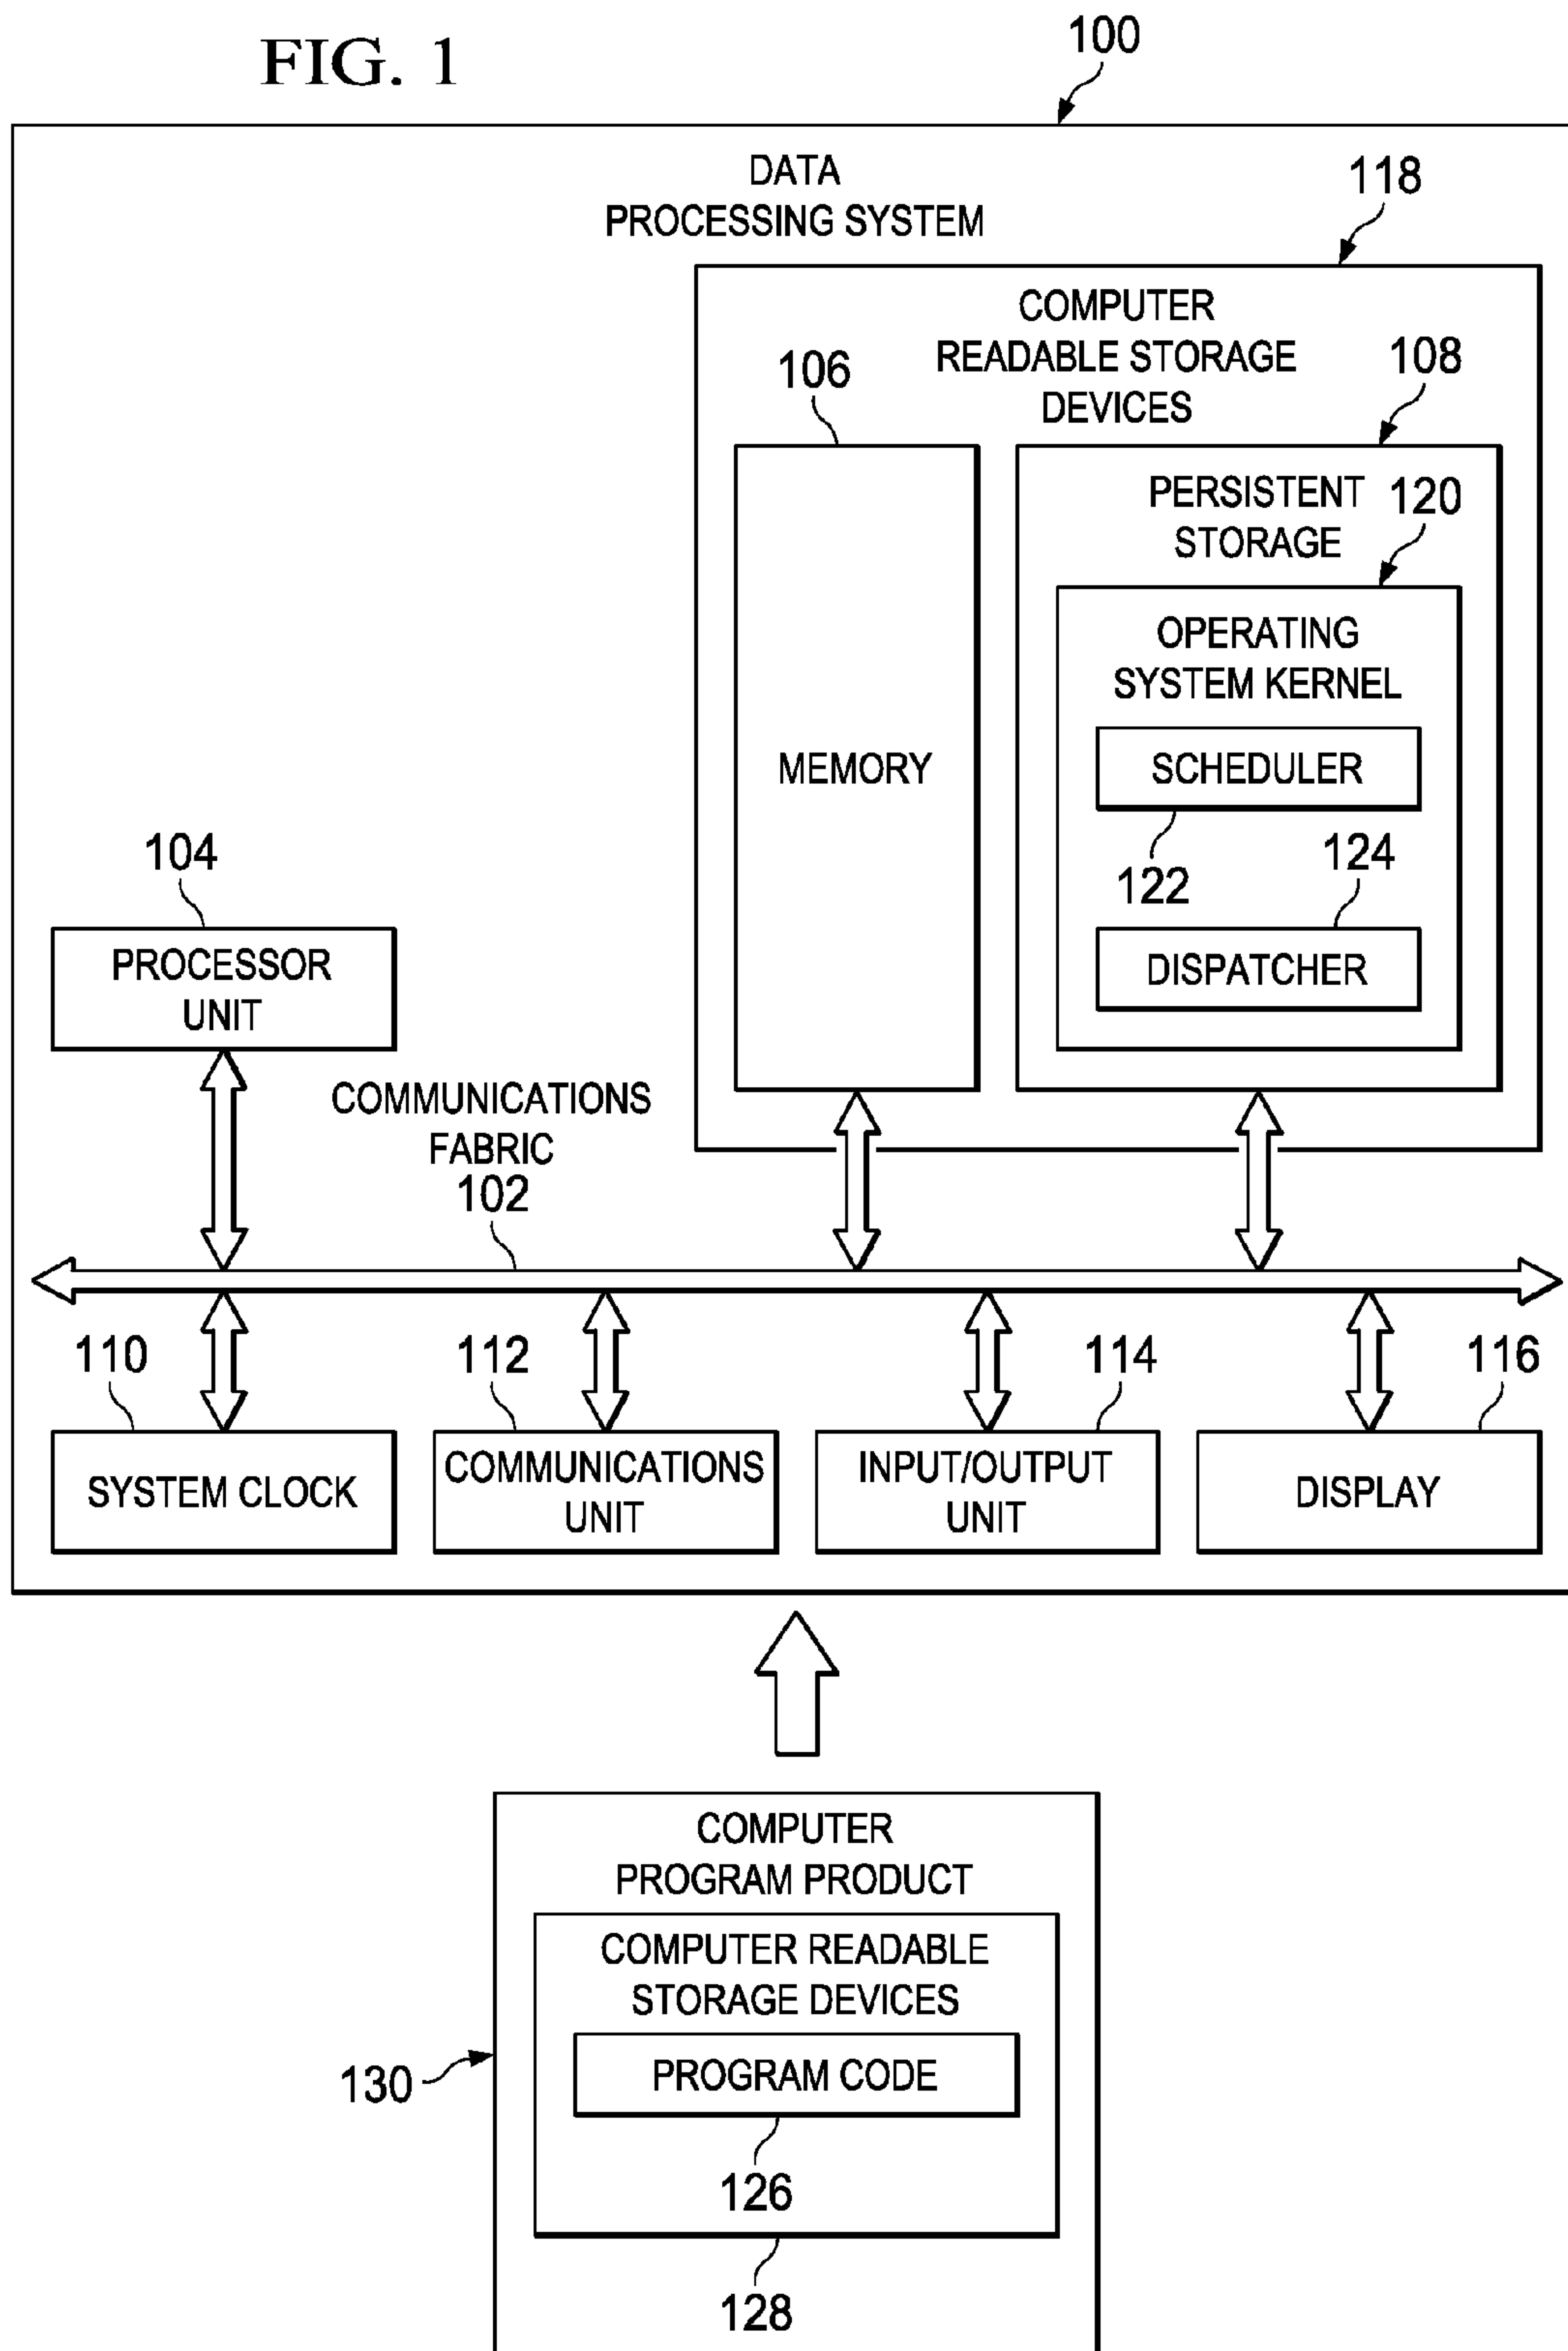 FIG. 1
100
DATA
PROCESSING SYSTEM
118
COMPUTER
READABLE STORAGE
DEVICES
106
108
MEMORY
PERSISTENT
STORAGE
120
OPERATING
SYSTEM KERNEL
SCHEDULER
122
124
DISPATCHER
104
PROCESSOR
UNIT
COMMUNICATIONS
FABRIC
102
110
112
114
116
SYSTEM CLOCK
COMMUNICATIONS
UNIT
INPUT/OUTPUT
UNIT
DISPLAY
COMPUTER
PROGRAM PRODUCT
COMPUTER READABLE
STORAGE DEVICES
130
PROGRAM CODE
126
128